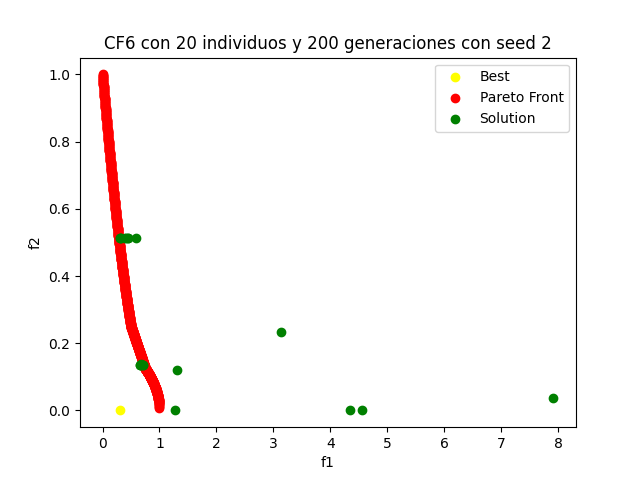 CF6 con 20 individuos y 200 generaciones con seed 2
Best
Pareto Front
Solution
1.0
0.8
0.6
0.4
0.2
0.0
f2
0 1 2 3 4 5 6 7 8
f1